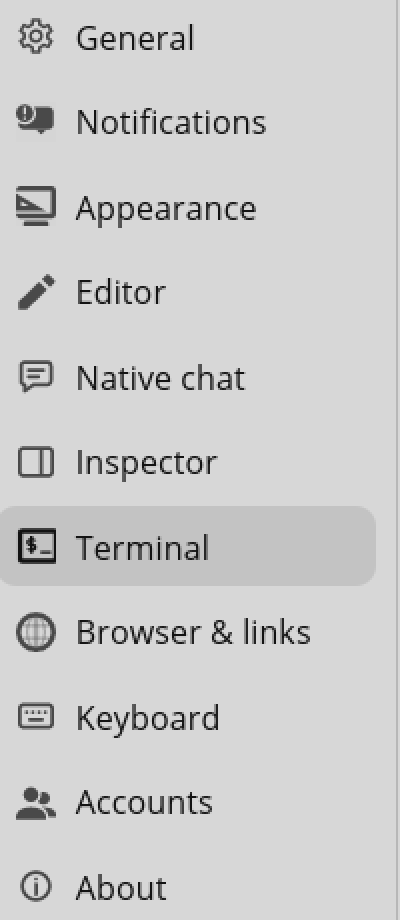 General
Notifications
Appearance
Editor
Native chat
Inspector
$_ Terminal
Browser & links
Keyboard
Accounts
About